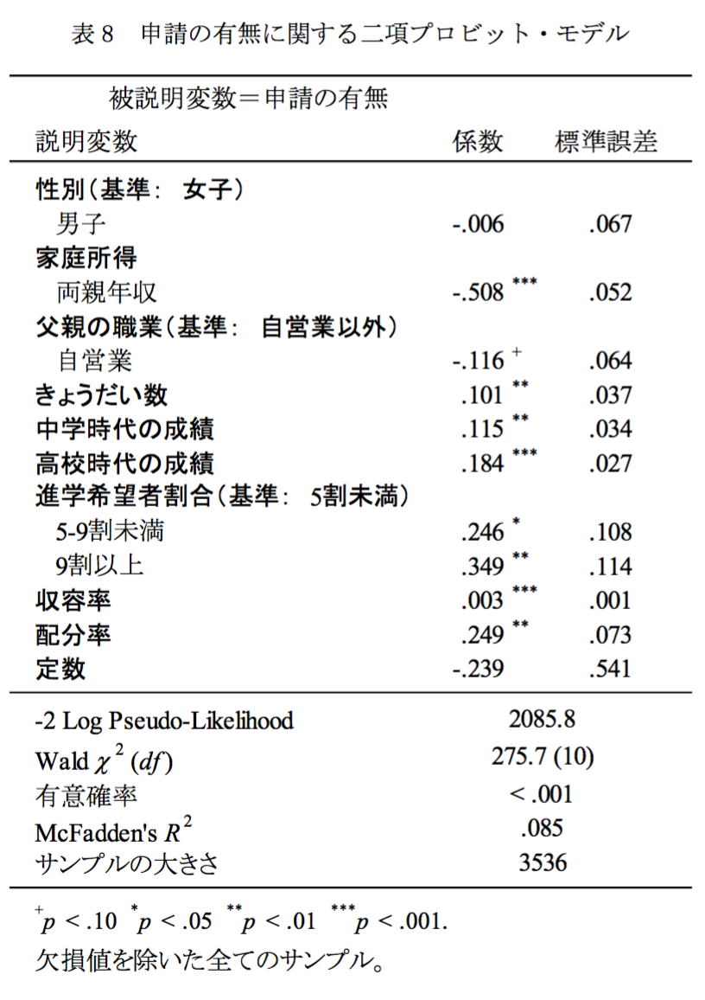 表8 申請の有無に関する二項プロビット・モデル
被説明変数＝申請の有無
説明変数 係数 標準誤差
性別(基準： 女子)
男子 -.006 .067
家庭所得
両親年収 -.508 *** .052
父親の職業(基準： 自営業以外)
自営業 -.116 + .064
きょうだい数 .101 ** .037
中学時代の成績 .115 ** .034
高校時代の成績 .184 *** .027
進学希望者割合(基準： 5割未満)
5-9割未満 .246 * .108
9割以上 .349 ** .114
収容率 .003 *** .001
配分率 .249 ** .073
定数 -.239 .541
-2 Log Pseudo-Likelihood 2085.8
Wald χ² (df) 275.7 (10)
有意確率 < .001
McFadden's R² .085
サンプルの大きさ 3536
+p < .10 *p < .05 **p < .01 ***p < .001.
欠損値を除いた全てのサンプル。